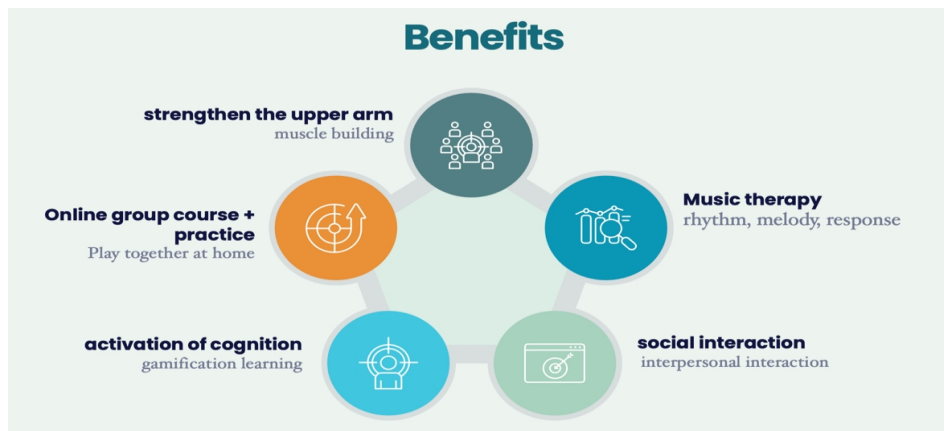 Benefits
strengthen the upper arm
muscle building
Music therapy
rhythm, melody, response
Online group course +
practice
Play together at home
activation of cognition
gamification learning
social interaction
interpersonal interaction